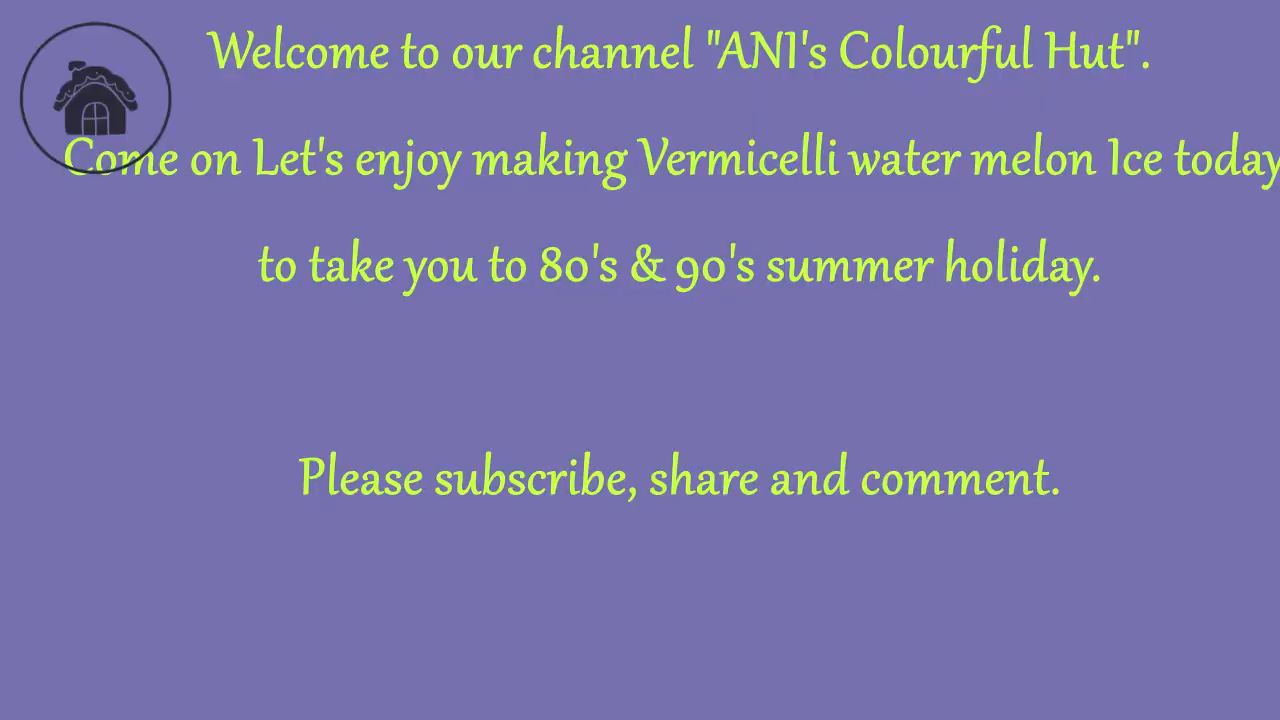 Welcome to our channel "ANI's Colourful Hut".
Come on Let's enjoy making Vermicelli water melon Ice today
to take you to 80's & 90's summer holiday.
Please subscribe, share and comment.